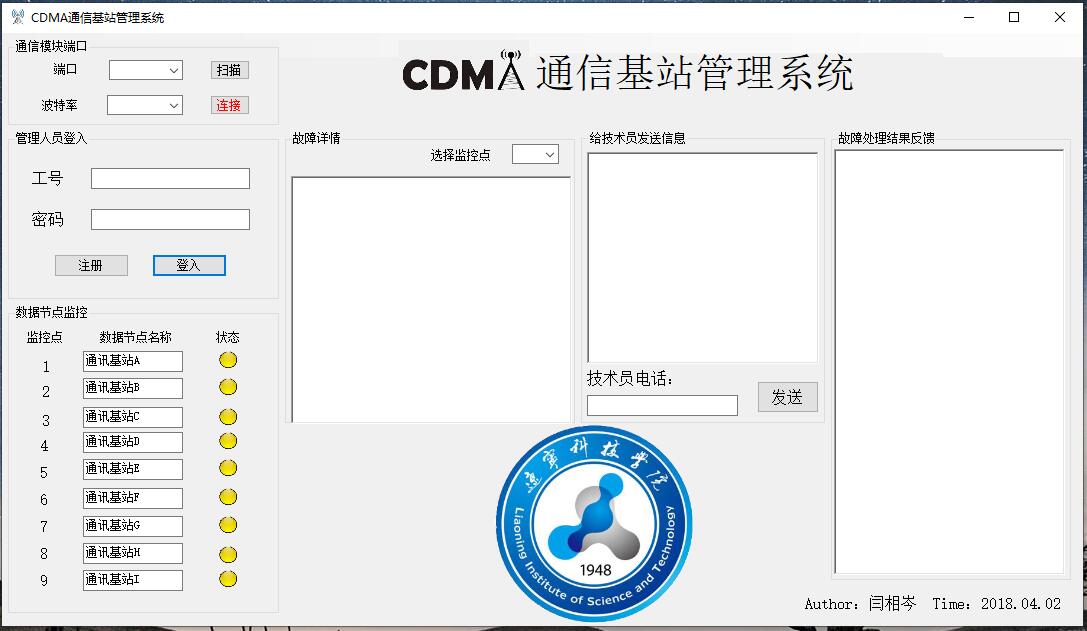 CDMA通信基站管理系统
CDMA 通信基站管理系统
通信模块端口
端口
扫描
波特率
连接
管理人员登入
工号
密码
注册
登入
数据节点监控
监控点 数据节点名称 状态
1 通讯基站A
2 通讯基站B
3 通讯基站C
4 通讯基站D
5 通讯基站E
6 通讯基站F
7 通讯基站G
8 通讯基站H
9 通讯基站I
故障详情
选择监控点
给技术员发送信息
技术员电话:
发送
故障处理结果反馈
辽宁科技学院
1948
Liaoning Institute of Science and Technology
Author: 闫相岑 Time: 2018.04.02